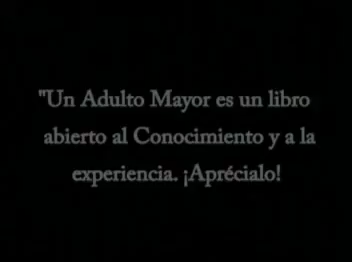 "Un Adulto Mayor es un libro
abierto al Conocimiento y a la
experiencia. ¡Aprécialo!